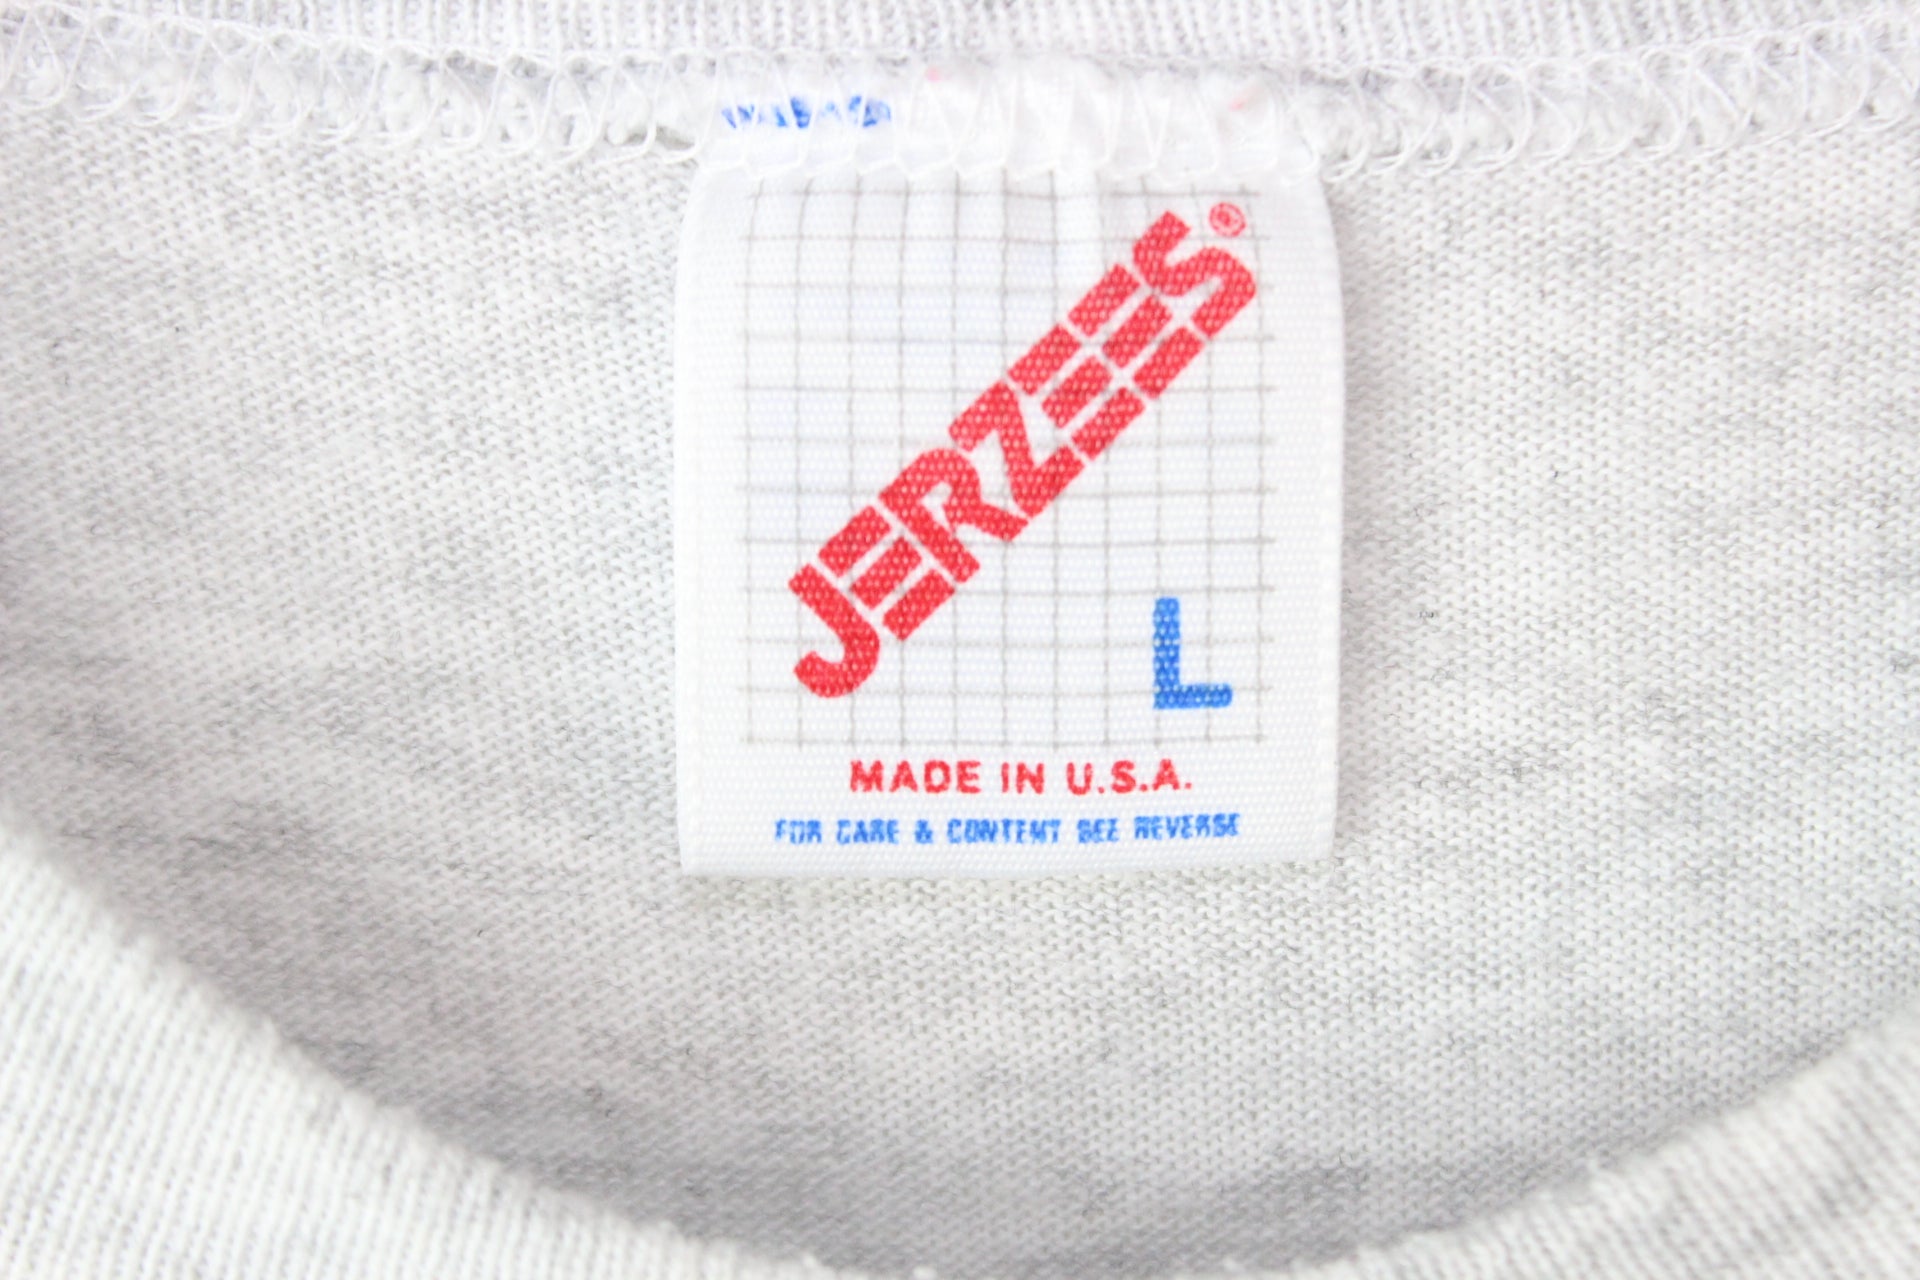 JERZEES®
L
MADE IN U.S.A.
FOR CARE & CONTENT SEE REVERSE